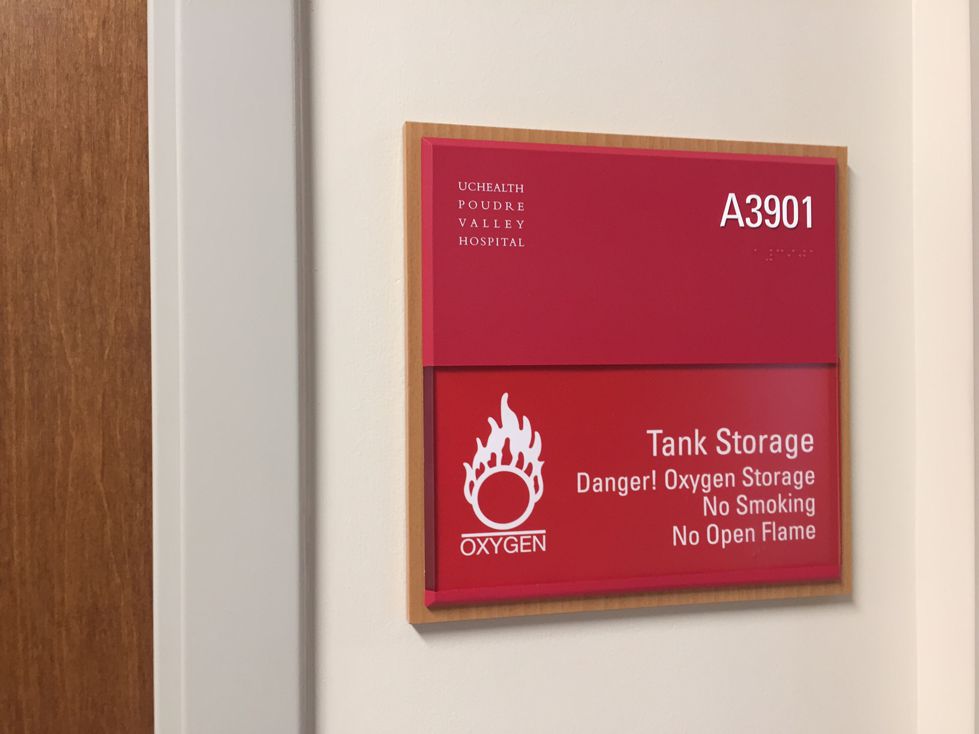 UCHEALTH
POUDRE
VALLEY
HOSPITAL
A3901
OXYGEN
Tank Storage
Danger! Oxygen Storage
No Smoking
No Open Flame